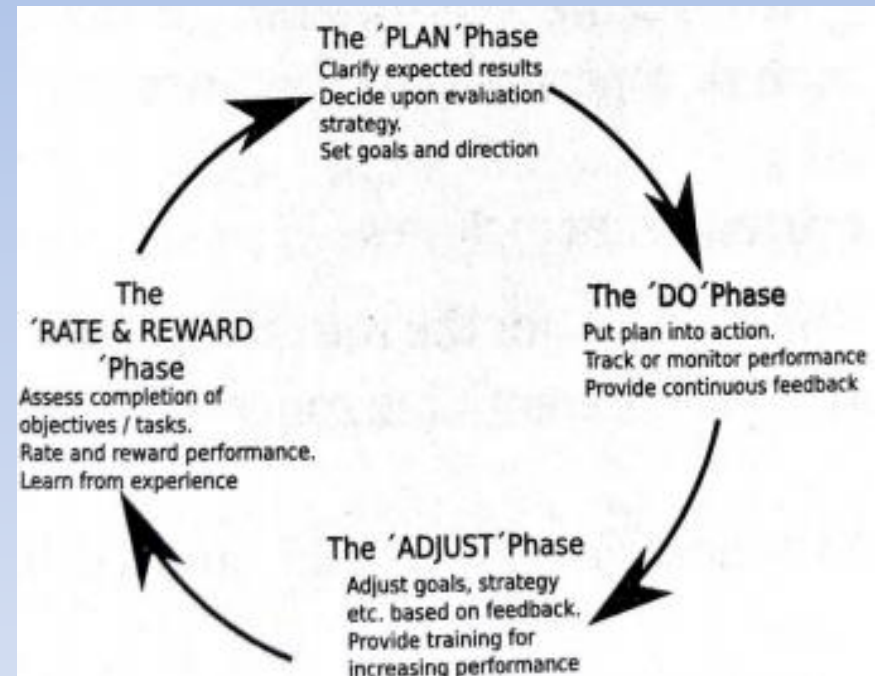 The ´PLAN´Phase
Clarify expected results
Decide upon evaluation
strategy.
Set goals and direction
The ´DO´Phase
Put plan into action.
Track or monitor performance
Provide continuous feedback
The ´ADJUST´Phase
Adjust goals, strategy
etc. based on feedback.
Provide training for
increasing performance
The
´RATE & REWARD
´Phase
Assess completion of
objectives / tasks.
Rate and reward performance.
Learn from experience